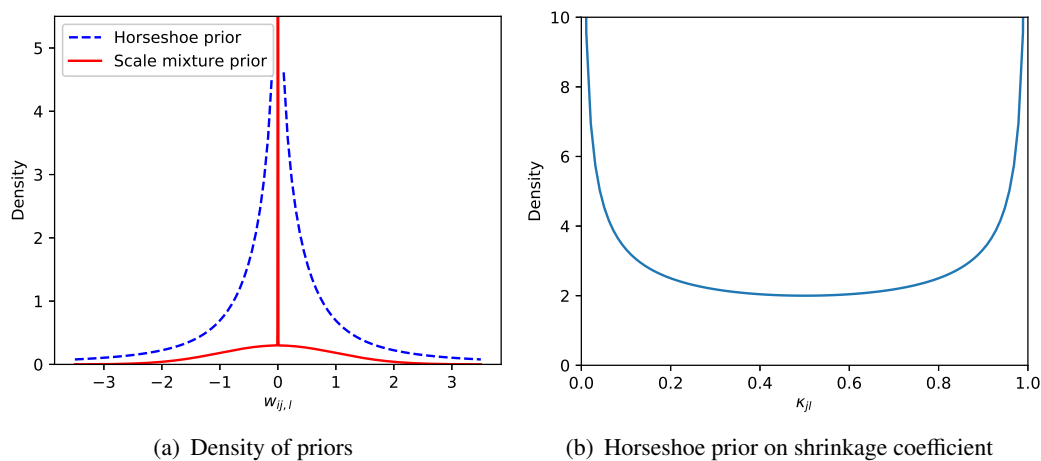 Horseshoe prior
Scale mixture prior
5
4
3
2
1
0
Density
−3 −2 −1 0 1 2 3
w_{ij, l}
(a) Density of priors
10
8
6
4
2
0
Density
0.0 0.2 0.4 0.6 0.8 1.0
κ_{jl}
(b) Horseshoe prior on shrinkage coefficient